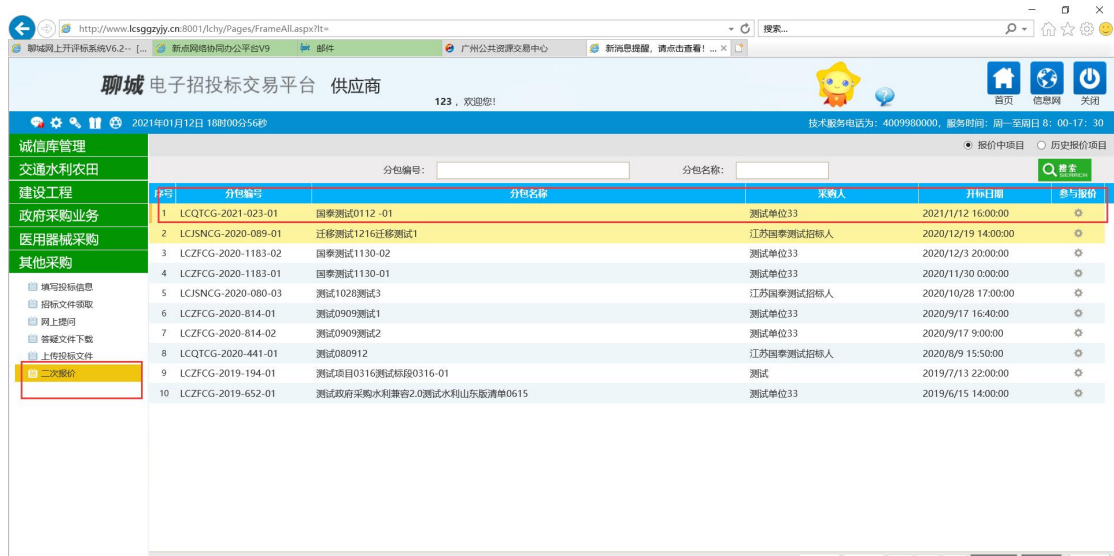 http://www.lcsggzyjy.cn:8001/lchy/Pages/FrameAll.aspx?lt=
搜索...
聊城网上开评标系统V6.2-- [...
新点网络协同办公平台V9
邮件
广州公共资源交易中心
新消息提醒，请点击查看! ...
聊城 电子招投标交易平台 供应商
123 ，欢迎您!!
首页 信息网 关闭
2021年01月12日 18时00分56秒
技术服务电话为：4009980000，服务时间：周一至周日 8：00-17：30
诚信库管理
交通水利农田
建设工程
政府采购业务
医用器械采购
其他采购
填写投标信息
招标文件领取
网上提问
答疑文件下载
上传投标文件
二次报价
报价中项目 历史报价项目
分包编号：
分包名称：
搜索
SEARCH
序号 分包编号 分包名称 采购人 开标日期 参与报价
1 LCQTCG-2021-023-01 国泰测试0112 -01 测试单位33 2021/1/12 16:00:00
2 LCJSNCG-2020-089-01 迁移测试1216迁移测试1 江苏国泰测试招标人 2020/12/19 14:00:00
3 LCZFCG-2020-1183-02 国泰测试1130-02 测试单位33 2020/12/3 20:00:00
4 LCZFCG-2020-1183-01 国泰测试1130-01 测试单位33 2020/11/30 0:00:00
5 LCJSNCG-2020-080-03 测试1028测试3 江苏国泰测试招标人 2020/10/28 17:00:00
6 LCZFCG-2020-814-01 测试0909测试1 测试单位33 2020/9/17 16:40:00
7 LCZFCG-2020-814-02 测试0909测试2 测试单位33 2020/9/17 9:00:00
8 LCQTCG-2020-441-01 测试080912 江苏国泰测试招标人 2020/8/9 15:50:00
9 LCZFCG-2019-194-01 测试项目0316测试标段0316-01 测试 2019/7/13 22:00:00
10 LCZFCG-2019-652-01 测试政府采购水利兼容2.0测试水利山东版清单0615 测试单位33 2019/6/15 14:00:00